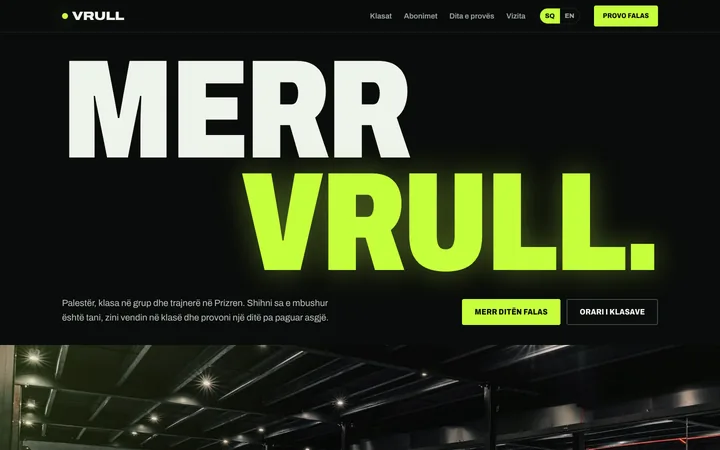 VRULL
Klasat Abonimet Dita e provës Vizita SQ EN PROVO FALAS
MERR
VRULL.
Palestër, klasa në grup dhe trajnerë në Prizren. Shihni sa e mbushur
është tani, zini vendin në klasë dhe provoni një ditë pa paguar asgjë.
MERR DITËN FALAS ORARI I KLASAVE